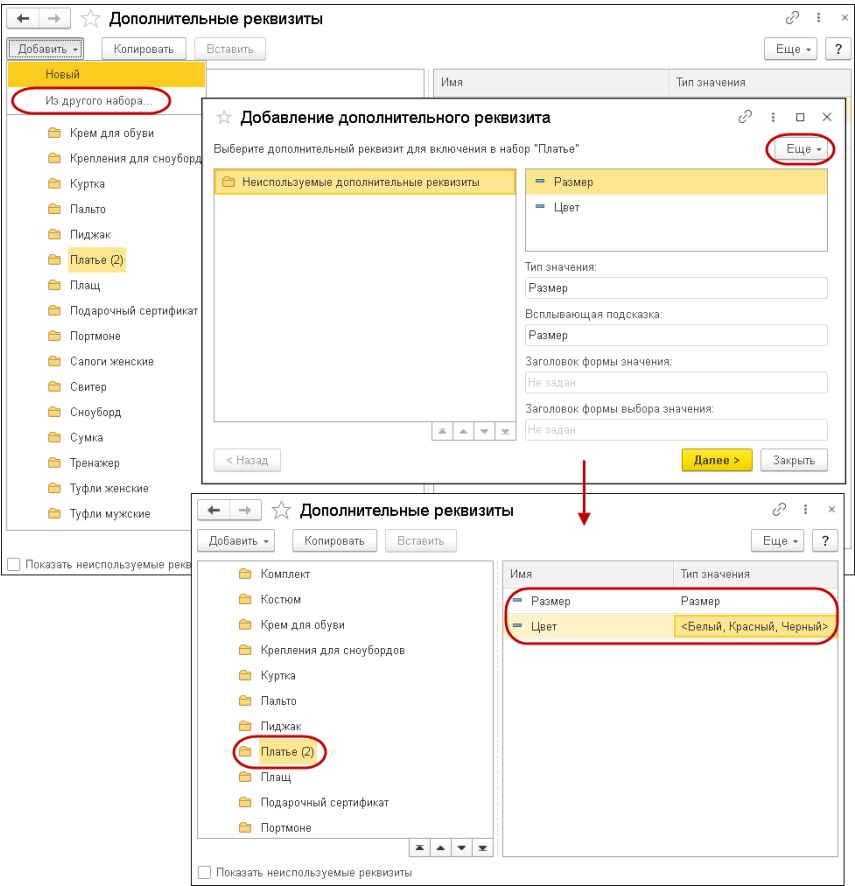 Дополнительные реквизиты
Добавить
Копировать
Вставить
Еще
?
Новый
Из другого набора...
Имя
Тип значения
Крем для обуви
Крепления для сноуборд
Куртка
Пальто
Пиджак
Платье (2)
Плащ
Подарочный сертификат
Портмоне
Сапоги женские
Свитер
Сноуборд
Сумка
Тренажер
Туфли женские
Туфли мужские
Показать неиспользуемые рекв
Добавление дополнительного реквизита
Выберите дополнительный реквизит для включения в набор "Платье"
Еще
Неиспользуемые дополнительные реквизиты
Размер
Цвет
Тип значения:
Размер
Всплывающая подсказка:
Размер
Заголовок формы значения:
Не задан
Заголовок формы выбора значения:
Не задан
< Назад
Далее >
Закрыть
Дополнительные реквизиты
Добавить
Копировать
Вставить
Еще
?
Комплект
Костюм
Крем для обуви
Крепления для сноубордов
Куртка
Пальто
Пиджак
Платье (2)
Плащ
Подарочный сертификат
Портмоне
Имя
Тип значения
Размер
Размер
Цвет
<Белый, Красный, Черный>
Показать неиспользуемые реквизиты